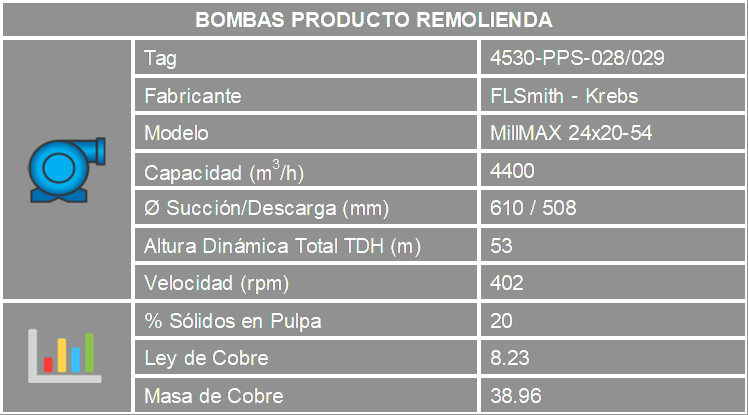 BOMBAS PRODUCTO REMOLIENDA
Tag 4530-PPS-028/029
Fabricante FLSmith - Krebs
Modelo MillMAX 24x20-54
Capacidad (m³/h) 4400
Ø Succión/Descarga (mm) 610 / 508
Altura Dinámica Total TDH (m) 53
Velocidad (rpm) 402
% Sólidos en Pulpa 20
Ley de Cobre 8.23
Masa de Cobre 38.96